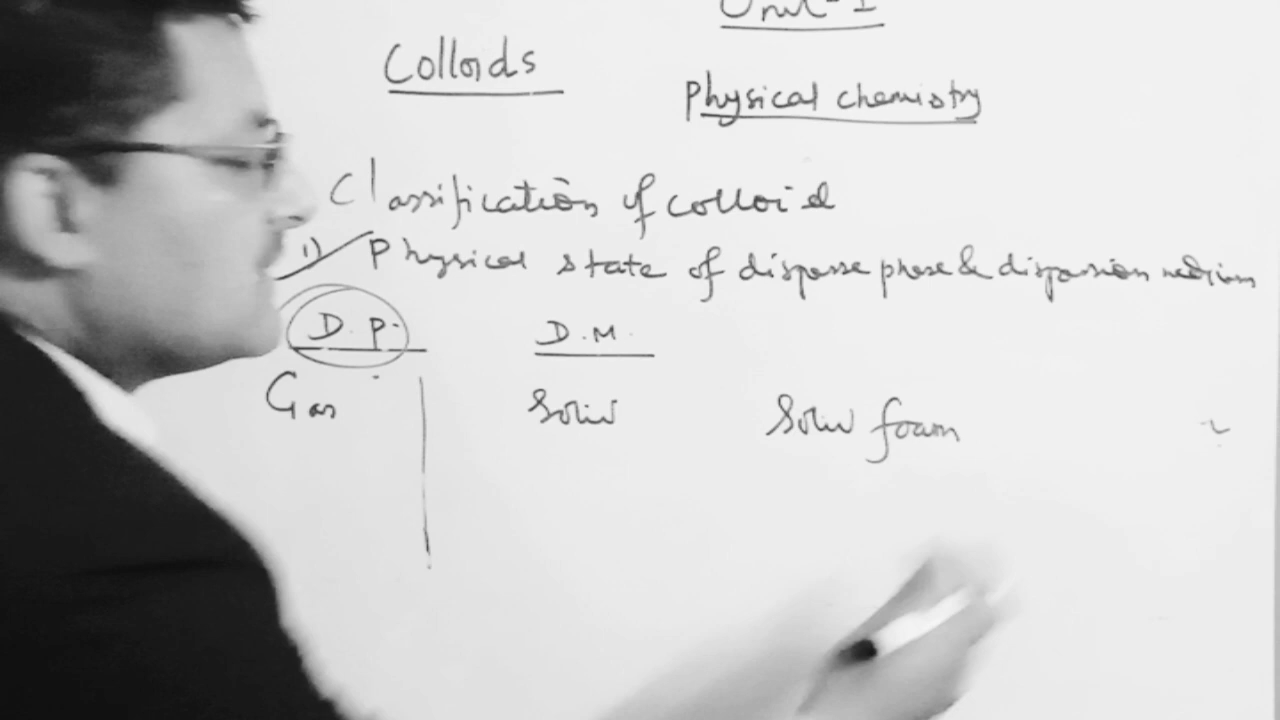 Unit-I
Colloids
Physical chemistry
Classification of colloid
1) Physical state of disperse phase & dispersion medium
D.P. D.M.
Gas Solid Solid foam